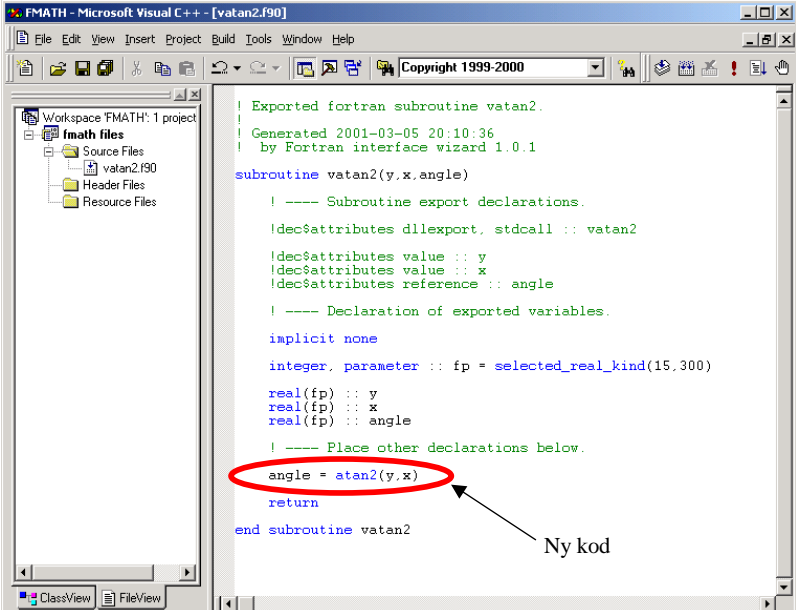 FMATH - Microsoft Visual C++ - [vatan2.f90]
File Edit View Insert Project Build Tools Window Help
Copyright 1999-2000
Workspace 'FMATH': 1 project
fmath files
Source Files
vatan2.f90
Header Files
Resource Files
ClassView FileView
! Exported fortran subroutine vatan2.
!
! Generated 2001-03-05 20:10:36
!  by Fortran interface wizard 1.0.1
subroutine vatan2(y,x,angle)
! ---- Subroutine export declarations.
!dec$attributes dllexport, stdcall :: vatan2
!dec$attributes value :: y
!dec$attributes value :: x
!dec$attributes reference :: angle
! ---- Declaration of exported variables.
implicit none
integer, parameter :: fp = selected_real_kind(15,300)
real(fp) :: y
real(fp) :: x
real(fp) :: angle
! ---- Place other declarations below.
angle = atan2(y,x)
return
end subroutine vatan2
Ny kod